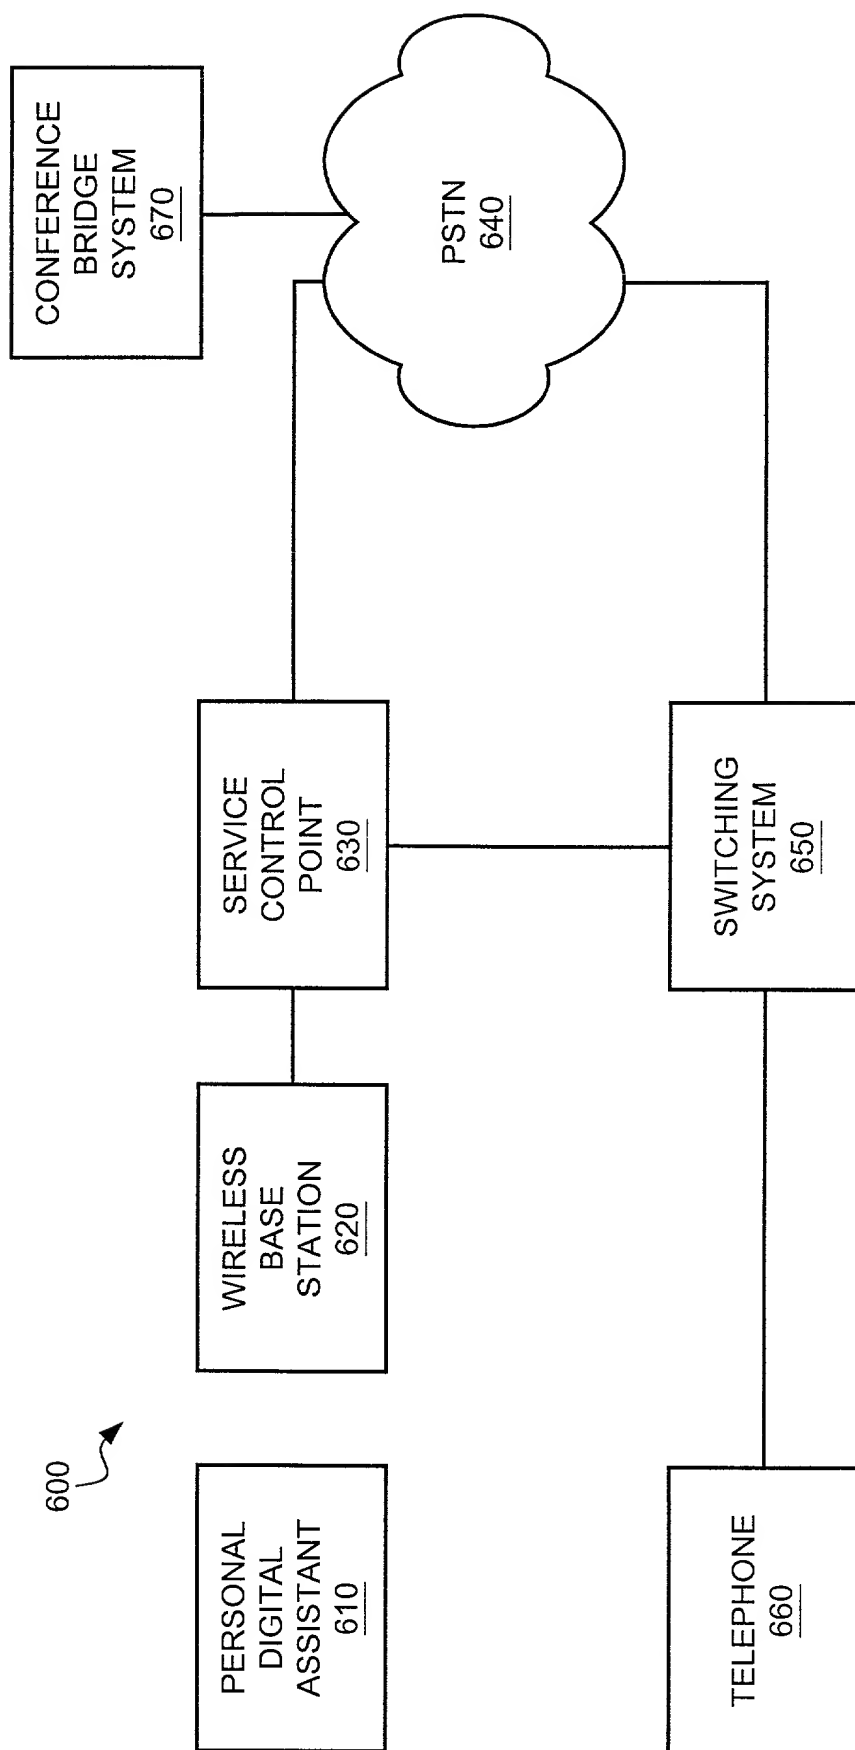 600
PERSONAL
DIGITAL
ASSISTANT
610
WIRELESS
BASE
STATION
620
SERVICE
CONTROL
POINT
630
CONFERENCE
BRIDGE
SYSTEM
670
PSTN
640
TELEPHONE
660
SWITCHING
SYSTEM
650